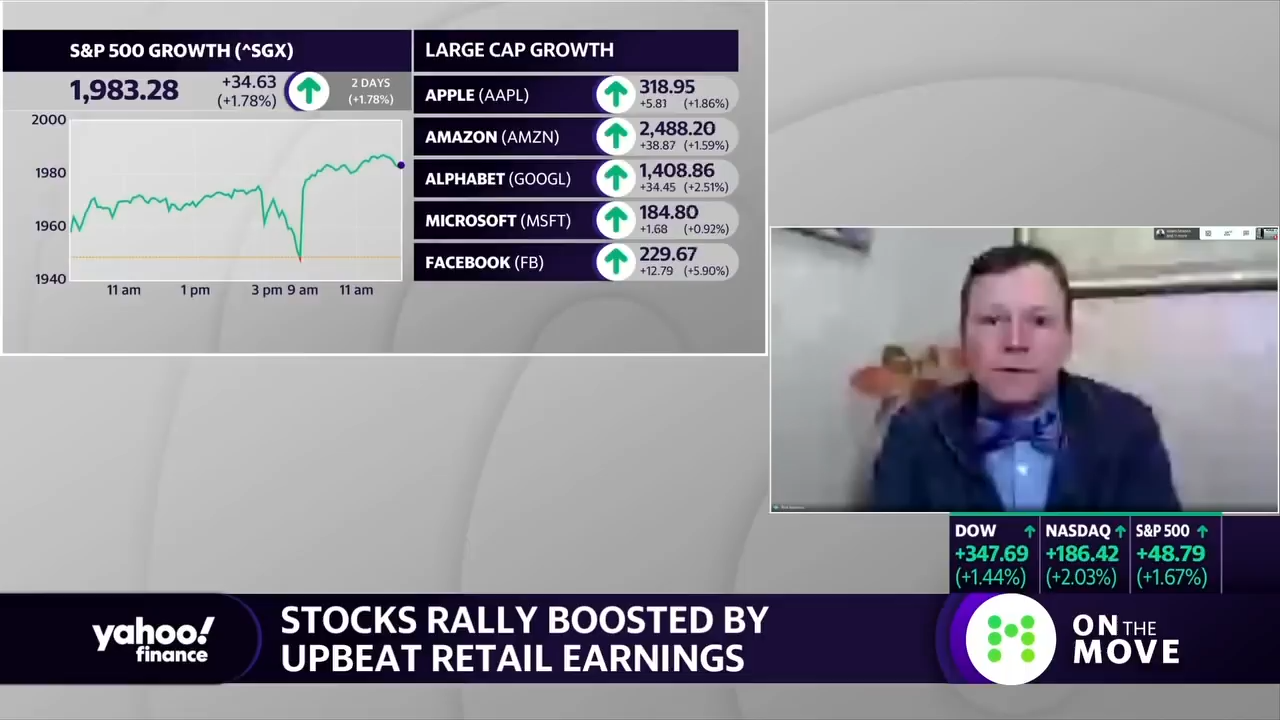 S&P 500 GROWTH (^SGX)
1,983.28
+34.63
(+1.78%)
2 DAYS
(+1.78%)
2000
1980
1960
1940
11 am
1 pm
3 pm
9 am
11 am
LARGE CAP GROWTH
APPLE (AAPL)
318.95
+5.81 (+1.86%)
AMAZON (AMZN)
2,488.20
+38.87 (+1.59%)
ALPHABET (GOOGL)
1,408.86
+34.45 (+2.51%)
MICROSOFT (MSFT)
184.80
+1.68 (+0.92%)
FACEBOOK (FB)
229.67
+12.79 (+5.90%)
DOW
+347.69
(+1.44%)
NASDAQ
+186.42
(+2.03%)
S&P 500
+48.79
(+1.67%)
yahoo!
finance
STOCKS RALLY BOOSTED BY
UPBEAT RETAIL EARNINGS
ON THE
MOVE